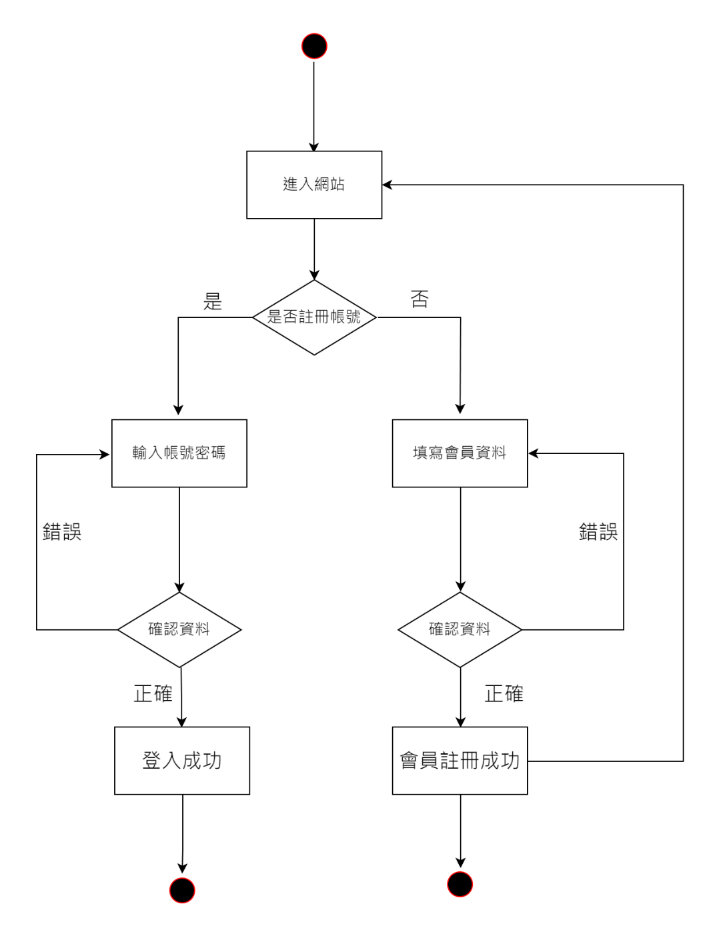 進入網站
是否註冊帳號
是
否
輸入帳號密碼
填寫會員資料
錯誤
錯誤
確認資料
確認資料
正確
正確
登入成功
會員註冊成功